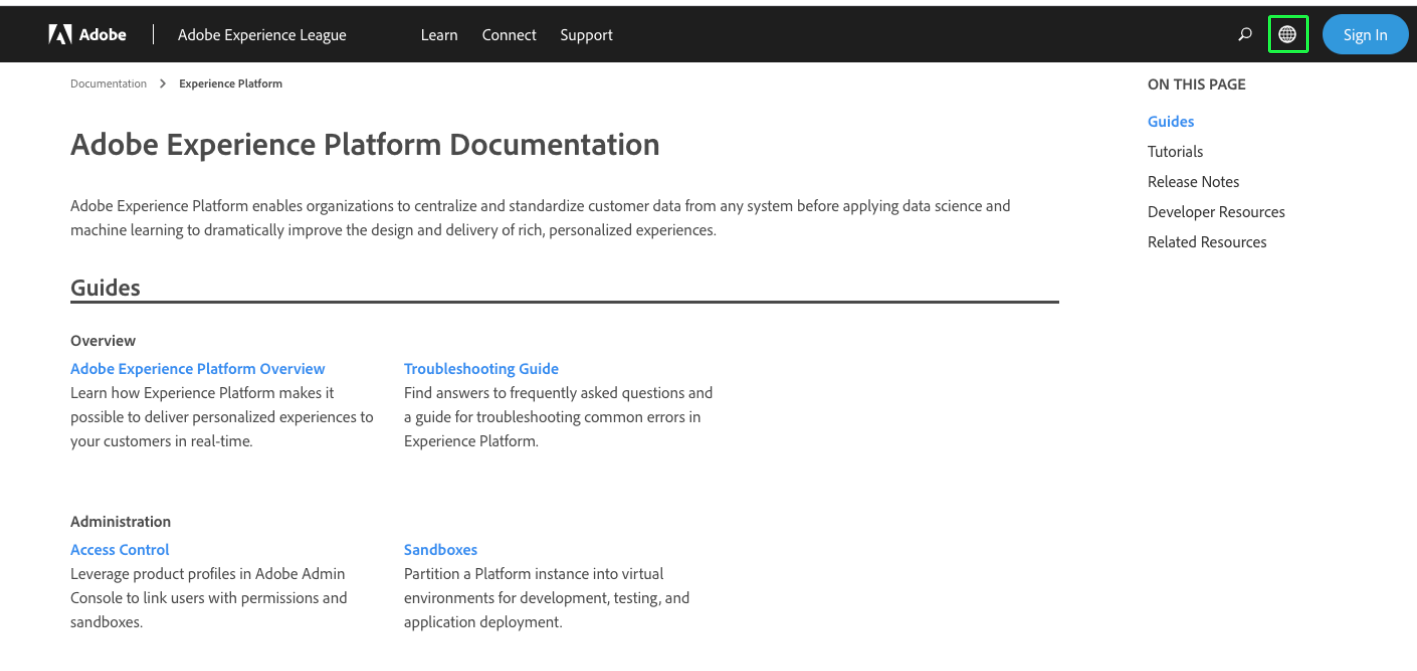 Adobe
Adobe Experience League
Learn
Connect
Support
Sign In
Documentation > Experience Platform
Adobe Experience Platform Documentation
Adobe Experience Platform enables organizations to centralize and standardize customer data from any system before applying data science and
machine learning to dramatically improve the design and delivery of rich, personalized experiences.
Guides
Overview
Adobe Experience Platform Overview
Learn how Experience Platform makes it
possible to deliver personalized experiences to
your customers in real-time.
Troubleshooting Guide
Find answers to frequently asked questions and
a guide for troubleshooting common errors in
Experience Platform.
Administration
Access Control
Leverage product profiles in Adobe Admin
Console to link users with permissions and
sandboxes.
Sandboxes
Partition a Platform instance into virtual
environments for development, testing, and
application deployment.
ON THIS PAGE
Guides
Tutorials
Release Notes
Developer Resources
Related Resources